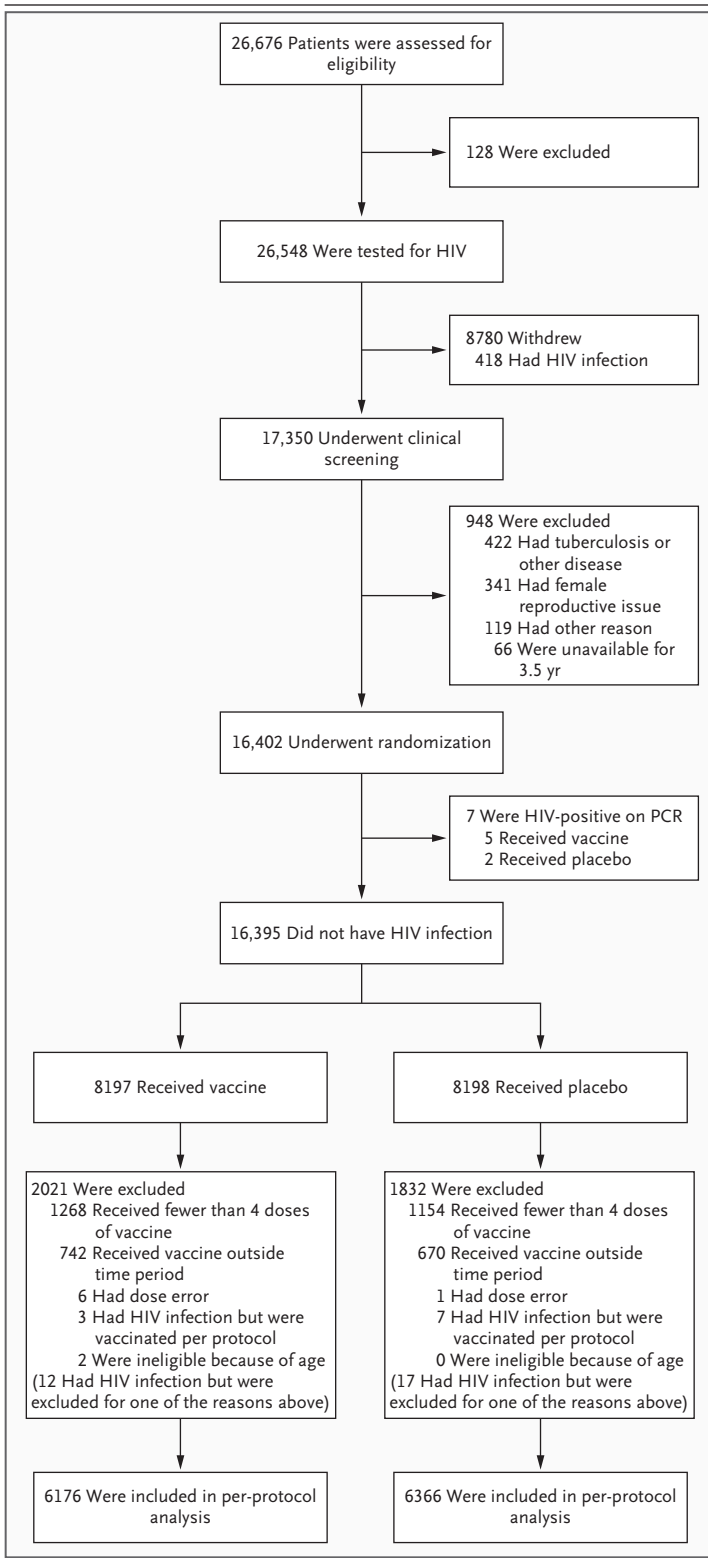 26,676 Patients were assessed for
eligibility
128 Were excluded
26,548 Were tested for HIV
8780 Withdrew
418 Had HIV infection
17,350 Underwent clinical
screening
948 Were excluded
422 Had tuberculosis or
other disease
341 Had female
reproductive issue
119 Had other reason
66 Were unavailable for
3.5 yr
16,402 Underwent randomization
7 Were HIV-positive on PCR
5 Received vaccine
2 Received placebo
16,395 Did not have HIV infection
8197 Received vaccine
8198 Received placebo
2021 Were excluded
1268 Received fewer than 4 doses
of vaccine
742 Received vaccine outside
time period
6 Had dose error
3 Had HIV infection but were
vaccinated per protocol
2 Were ineligible because of age
(12 Had HIV infection but were
excluded for one of the reasons above)
1832 Were excluded
1154 Received fewer than 4 doses
of vaccine
670 Received vaccine outside
time period
1 Had dose error
7 Had HIV infection but were
vaccinated per protocol
0 Were ineligible because of age
(17 Had HIV infection but were
excluded for one of the reasons above)
6176 Were included in per-protocol
analysis
6366 Were included in per-protocol
analysis